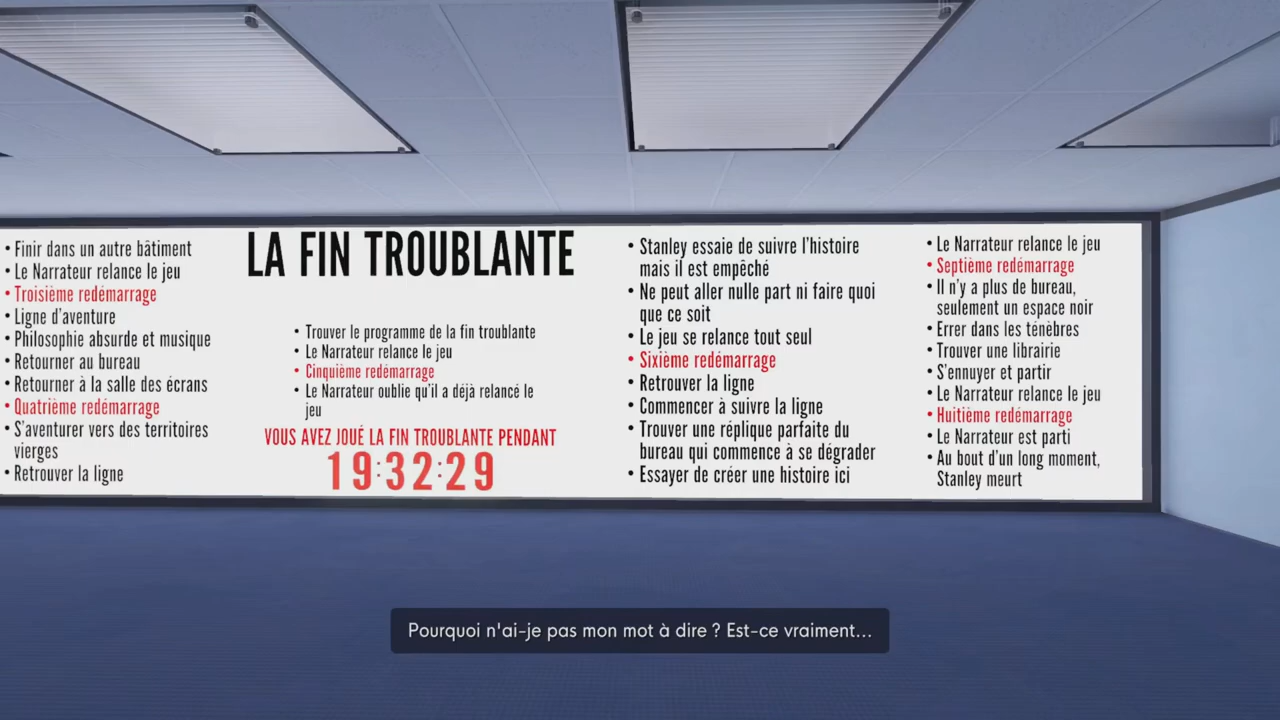 • Finir dans un autre bâtiment
• Le Narrateur relance le jeu
• Troisième redémarrage
• Ligne d'aventure
• Philosophie absurde et musique
• Retourner au bureau
• Retourner à la salle des écrans
• Quatrième redémarrage
• S'aventurer vers des territoires
vierges
• Retrouver la ligne
LA FIN TROUBLANTE
• Trouver le programme de la fin troublante
• Le Narrateur relance le jeu
• Cinquième redémarrage
• Le Narrateur oublie qu'il a déjà relancé le
jeu
VOUS AVEZ JOUÉ LA FIN TROUBLANTE PENDANT
19:32:29
• Stanley essaie de suivre l'histoire
mais il est empêché
• Ne peut aller nulle part ni faire quoi
que ce soit
• Le jeu se relance tout seul
• Sixième redémarrage
• Retrouver la ligne
• Commencer à suivre la ligne
• Trouver une réplique parfaite du
bureau qui commence à se dégrader
• Essayer de créer une histoire ici
• Le Narrateur relance le jeu
• Septième redémarrage
• Il n'y a plus de bureau,
seulement un espace noir
• Errer dans les ténèbres
• Trouver une librairie
• S'ennuyer et partir
• Le Narrateur relance le jeu
• Huitième redémarrage
• Le Narrateur est parti
• Au bout d'un long moment,
Stanley meurt
Pourquoi n'ai-je pas mon mot à dire ? Est-ce vraiment...